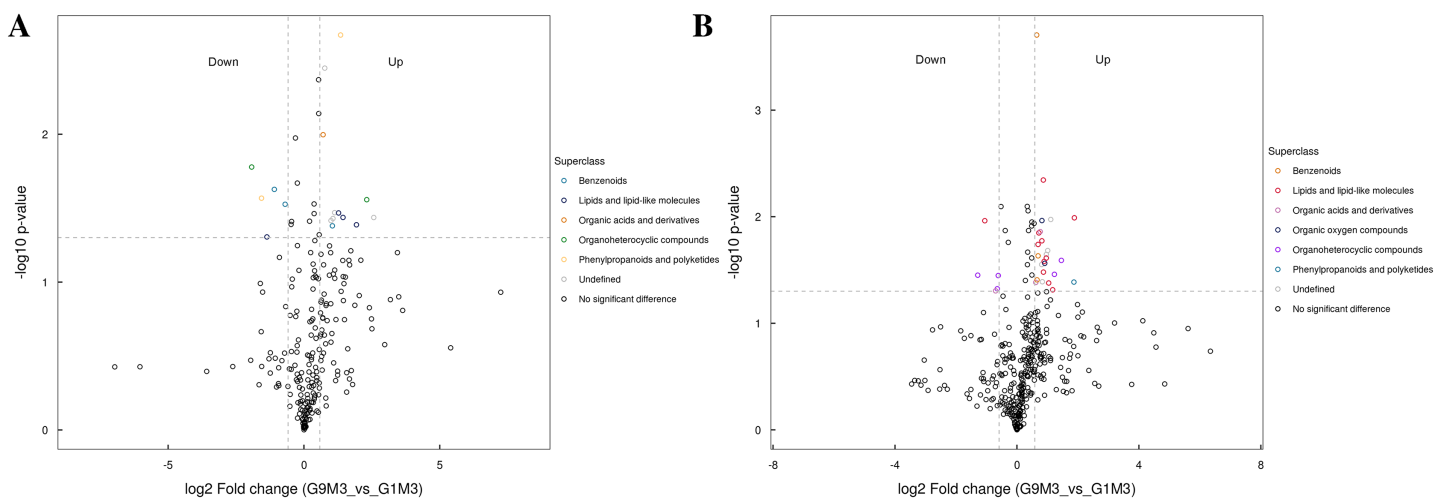 A
Down
Up
2
1
0
-log10 p-value
-5
0
5
log2 Fold change (G9M3_vs_G1M3)
Superclass
Benzenoids
Lipids and lipid-like molecules
Organic acids and derivatives
Organoheterocyclic compounds
Phenylpropanoids and polyketides
Undefined
No significant difference
B
Down
Up
3
2
1
0
-log10 p-value
-8
-4
0
4
8
log2 Fold change (G9M3_vs_G1M3)
Superclass
Benzenoids
Lipids and lipid-like molecules
Organic acids and derivatives
Organic oxygen compounds
Organoheterocyclic compounds
Phenylpropanoids and polyketides
Undefined
No significant difference